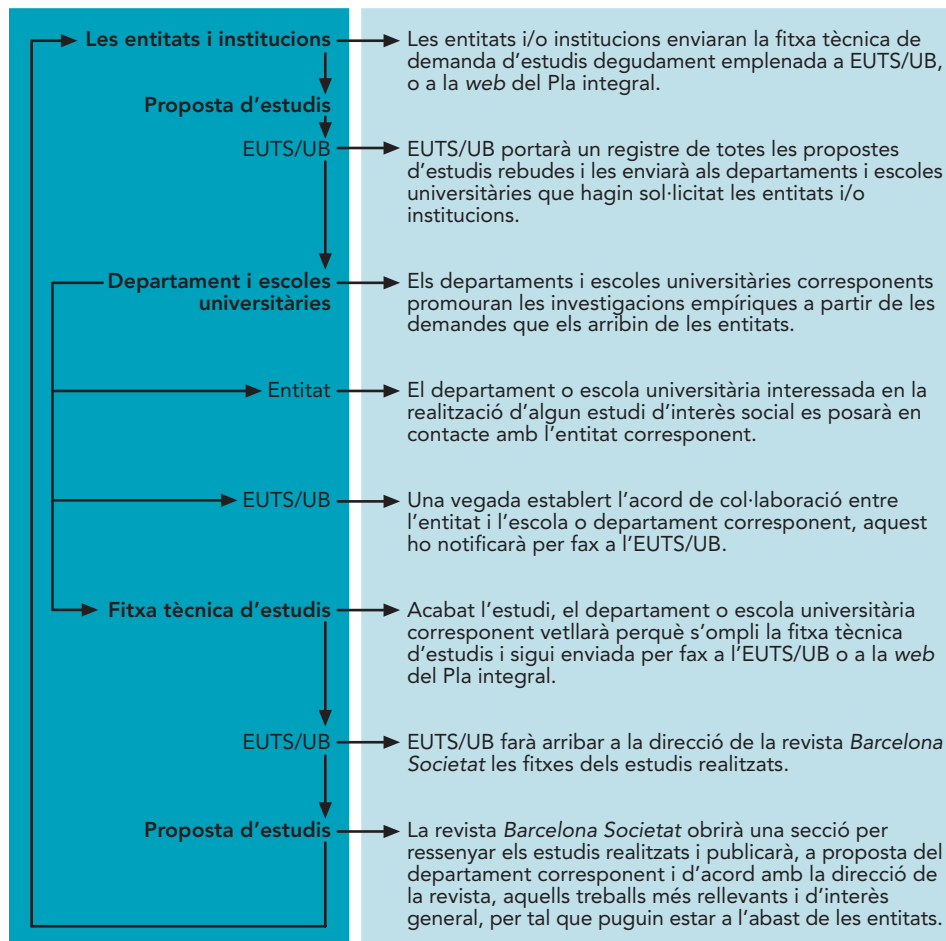 Les entitats i institucions
Les entitats i/o institucions enviaran la fitxa tècnica de
demanda d'estudis degudament emplenada a EUTS/UB,
o a la web del Pla integral.
Proposta d'estudis
EUTS/UB
EUTS/UB portarà un registre de totes les propostes
d'estudis rebudes i les enviarà als departaments i escoles
universitàries que hagin sol·licitat les entitats i/o
institucions.
Departament i escoles
universitàries
Els departaments i escoles universitàries corresponents
promouran les investigacions empíriques a partir de les
demandes que els arribin de les entitats.
Entitat
El departament o escola universitària interessada en la
realització d'algun estudi d'interès social es posarà en
contacte amb l'entitat corresponent.
EUTS/UB
Una vegada establert l'acord de col·laboració entre
l'entitat i l'escola o departament corresponent, aquest
ho notificarà per fax a l'EUTS/UB.
Fitxa tècnica d'estudis
Acabat l'estudi, el departament o escola universitària
corresponent vetllarà perquè s'ompli la fitxa tècnica
d'estudis i sigui enviada per fax a l'EUTS/UB o a la web
del Pla integral.
EUTS/UB
EUTS/UB farà arribar a la direcció de la revista Barcelona
Societat les fitxes dels estudis realitzats.
Proposta d'estudis
La revista Barcelona Societat obrirà una secció per
ressenyar els estudis realitzats i publicarà, a proposta del
departament corresponent i d'acord amb la direcció de
la revista, aquells treballs més rellevants i d'interès
general, per tal que puguin estar a l'abast de les entitats.